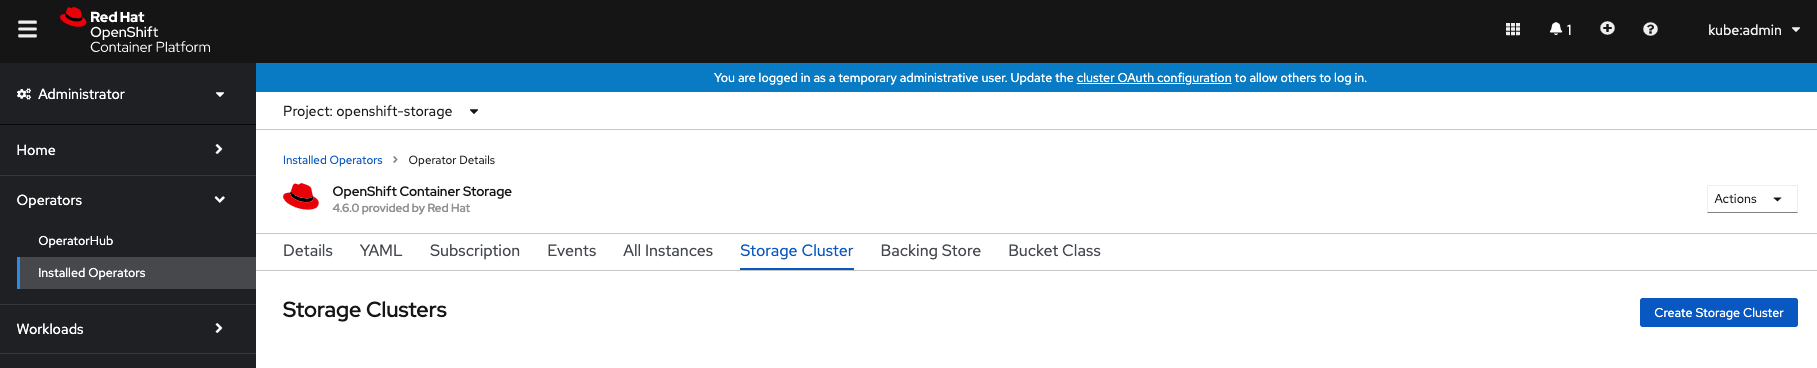 Red Hat
OpenShift
Container Platform
1
kube:admin
You are logged in as a temporary administrative user. Update the cluster OAuth configuration to allow others to log in.
Administrator
Home
Operators
OperatorHub
Installed Operators
Workloads
Project: openshift-storage
Installed Operators > Operator Details
OpenShift Container Storage
4.6.0 provided by Red Hat
Actions
Details YAML Subscription Events All Instances Storage Cluster Backing Store Bucket Class
Storage Clusters
Create Storage Cluster